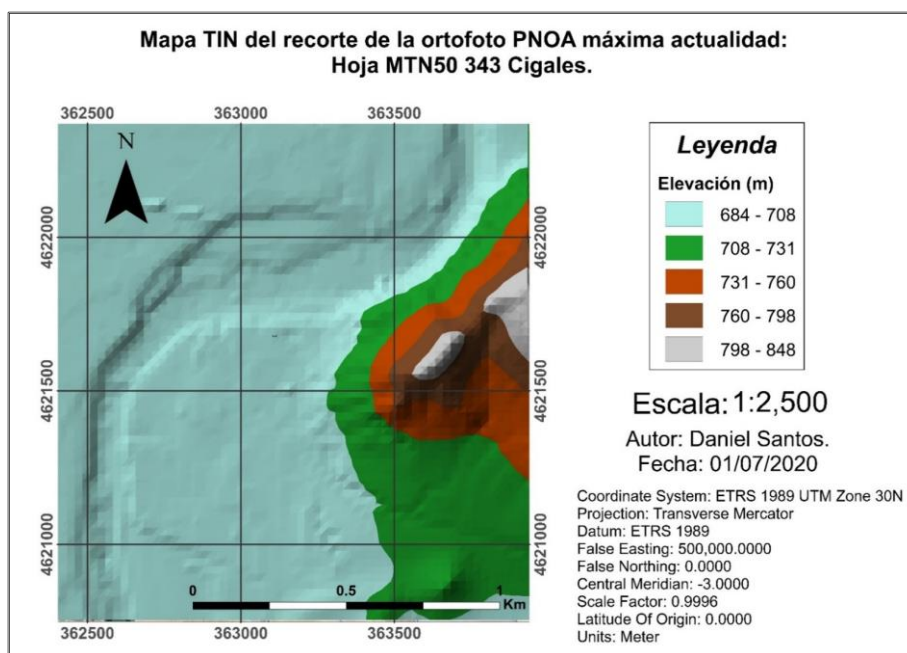 Mapa TIN del recorte de la ortofoto PNOA máxima actualidad:
Hoja MTN50 343 Cigales.
362500
363000
363500
N
4622000
4621500
4621000
4622000
4621500
4621000
0
0.5
1
Km
362500
363000
363500
Leyenda
Elevación (m)
684 - 708
708 - 731
731 - 760
760 - 798
798 - 848
Escala: 1:2,500
Autor: Daniel Santos.
Fecha: 01/07/2020
Coordinate System: ETRS 1989 UTM Zone 30N
Projection: Transverse Mercator
Datum: ETRS 1989
False Easting: 500,000.0000
False Northing: 0.0000
Central Meridian: -3.0000
Scale Factor: 0.9996
Latitude Of Origin: 0.0000
Units: Meter